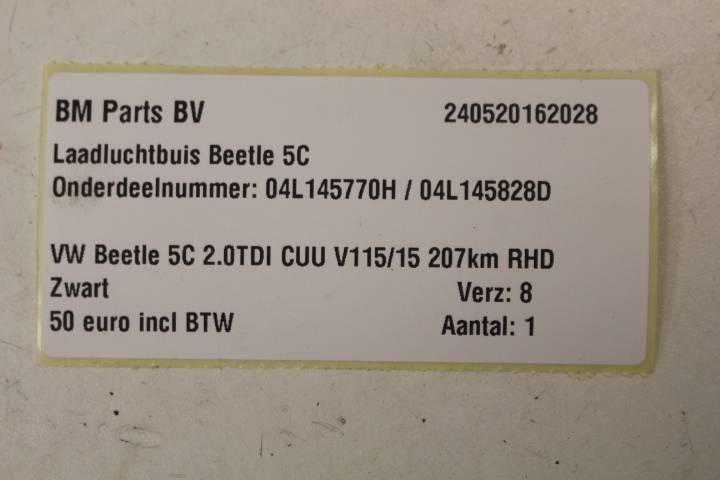 BM Parts BV 240520162028
Laadluchtbuis Beetle 5C
Onderdeelnummer: 04L145770H / 04L145828D
VW Beetle 5C 2.0TDI CUU V115/15 207km RHD
Zwart Verz: 8
50 euro incl BTW Aantal: 1